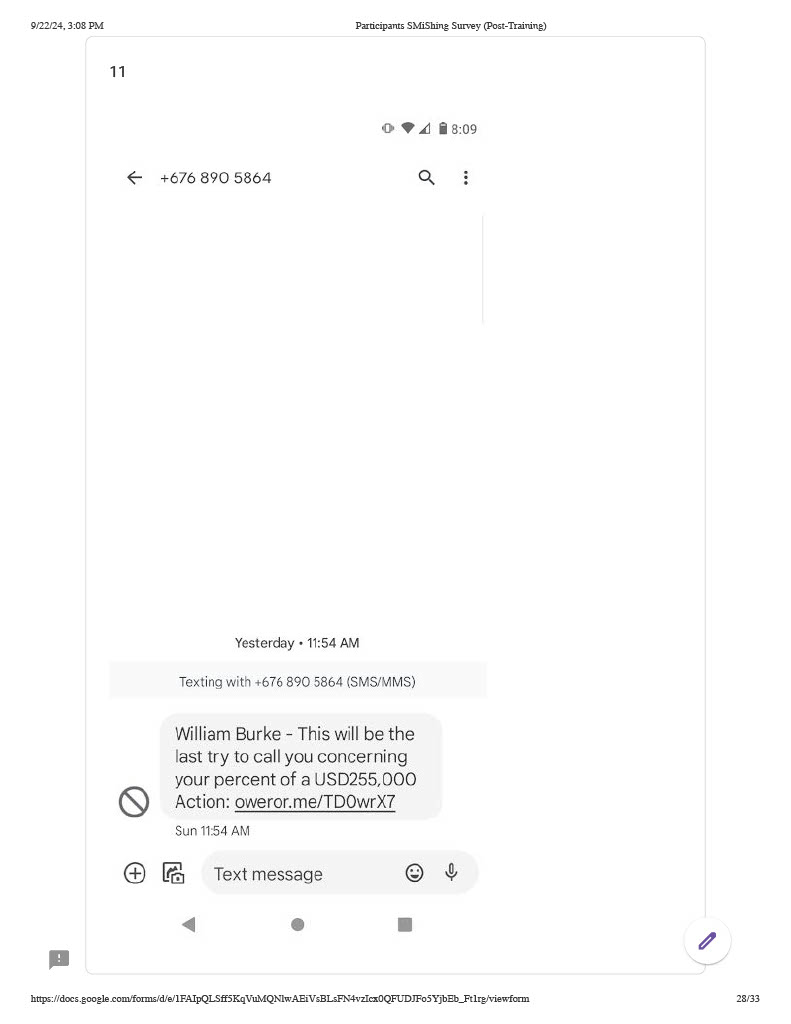 9/22/24, 3:08 PM
Participants SMiShing Survey (Post-Training)
11
8:09
+676 890 5864
Yesterday • 11:54 AM
Texting with +676 890 5864 (SMS/MMS)
William Burke - This will be the
last try to call you concerning
your percent of a USD255,000
Action: oweror.me/TD0wrX7
Sun 11:54 AM
Text message
https://docs.google.com/forms/d/e/1FAIpQLSff5KqVuMQNlwAEiVsBLsFN4vzIcx0QFUDJFo5YjbEb_Ft1rg/viewform
28/33